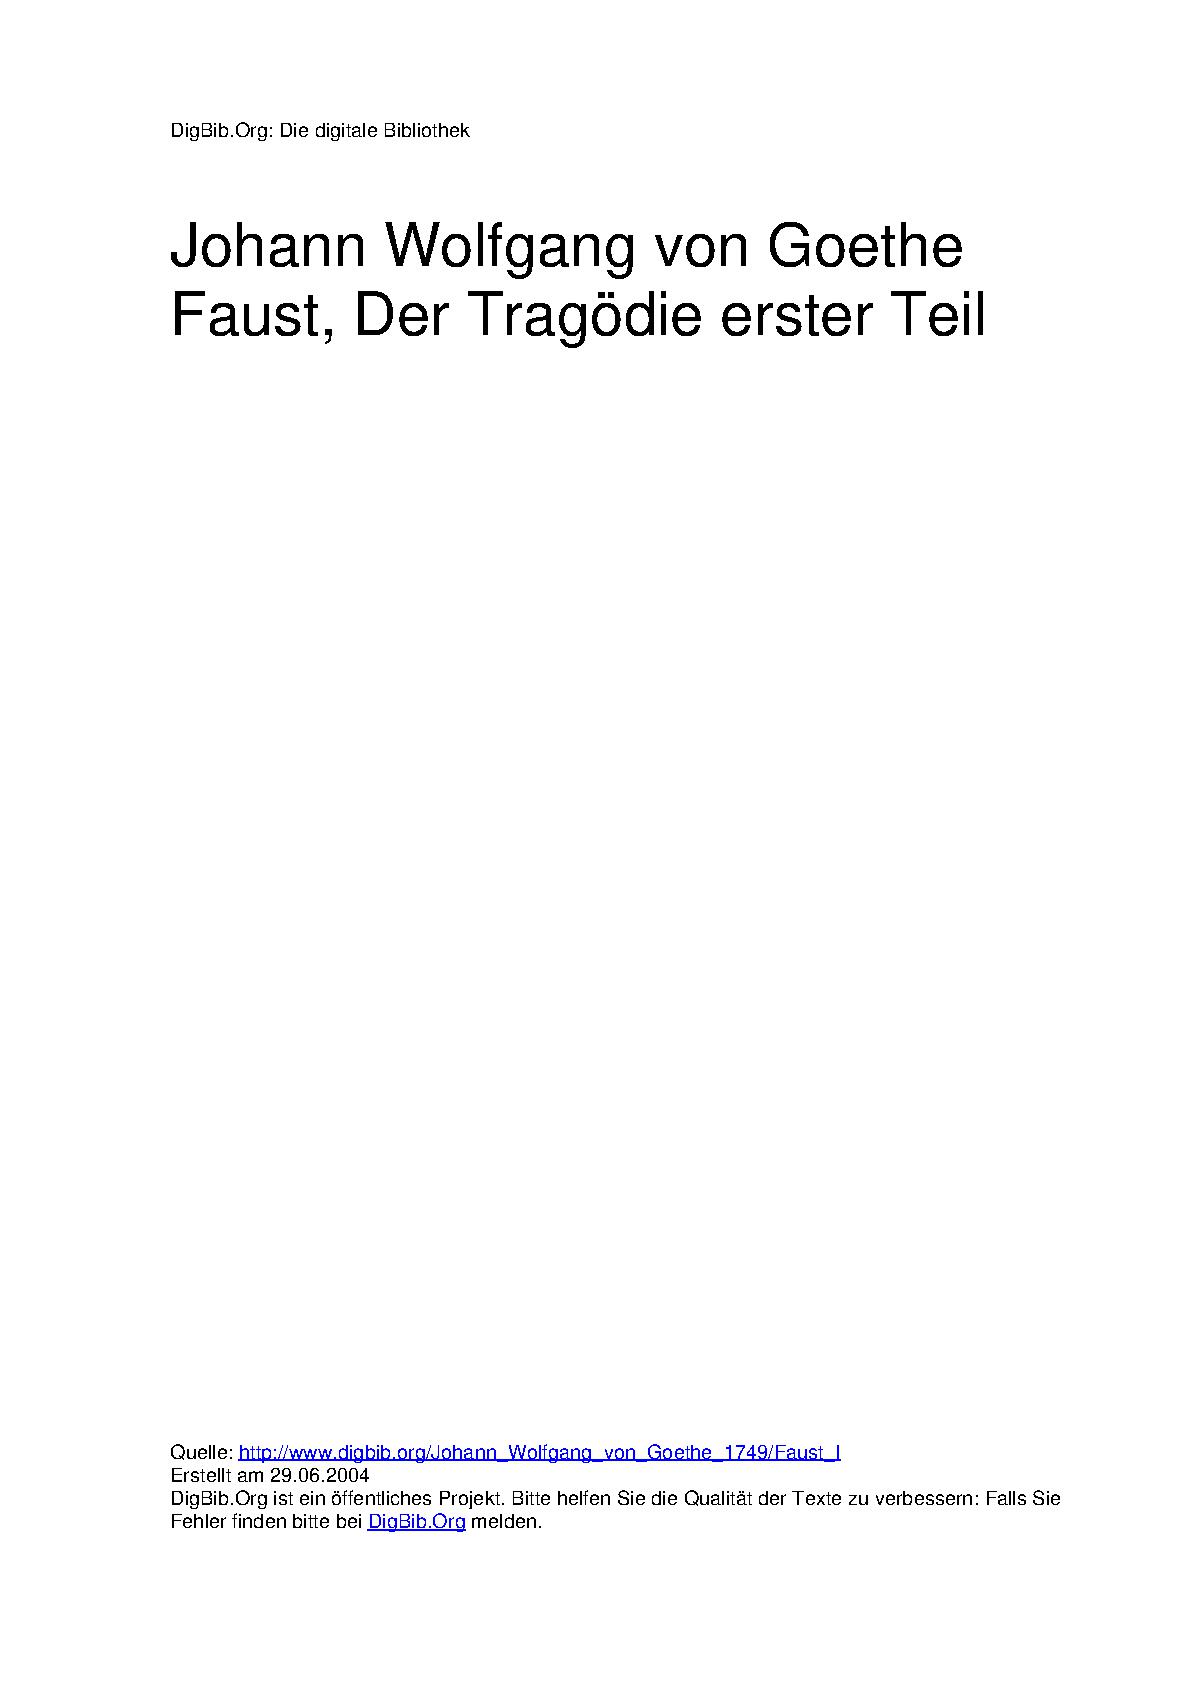 DigBib.Org: Die digitale Bibliothek
Johann Wolfgang von Goethe
Faust, Der Tragödie erster Teil
Quelle: http://www.digbib.org/Johann_Wolfgang_von_Goethe_1749/Faust_I
Erstellt am 29.06.2004
DigBib.Org ist ein öffentliches Projekt. Bitte helfen Sie die Qualität der Texte zu verbessern: Falls Sie
Fehler finden bitte bei DigBib.Org melden.